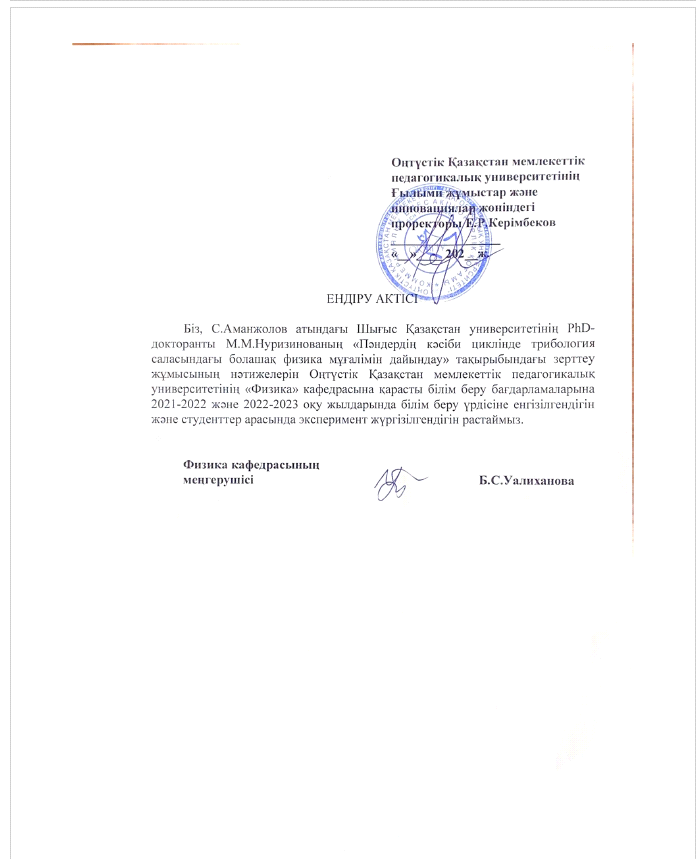 Оңтүстік Қазақстан мемлекеттік
педагогикалық университетінің
Ғылыми жұмыстар және
инновациялар жөніндегі
проректоры Е.Р.Керімбеков
«__»____202__ж.
ЕНДІРУ АКТІСІ
Біз, С.Аманжолов атындағы Шығыс Қазақстан университетінің PhD-
докторанты М.М.Нуризинованың «Пәндердің кәсіби циклінде трибология
саласындағы болашақ физика мұғалімін дайындау» тақырыбындағы зерттеу
жұмысының нәтижелерін Оңтүстік Қазақстан мемлекеттік педагогикалық
университетінің «Физика» кафедрасына қарасты білім беру бағдарламаларына
2021-2022 және 2022-2023 оқу жылдарында білім беру үрдісіне енгізілгендігін
және студенттер арасында эксперимент жүргізілгендігін растаймыз.
Физика кафедрасының
меңгерушісі
Б.С.Уалиханова